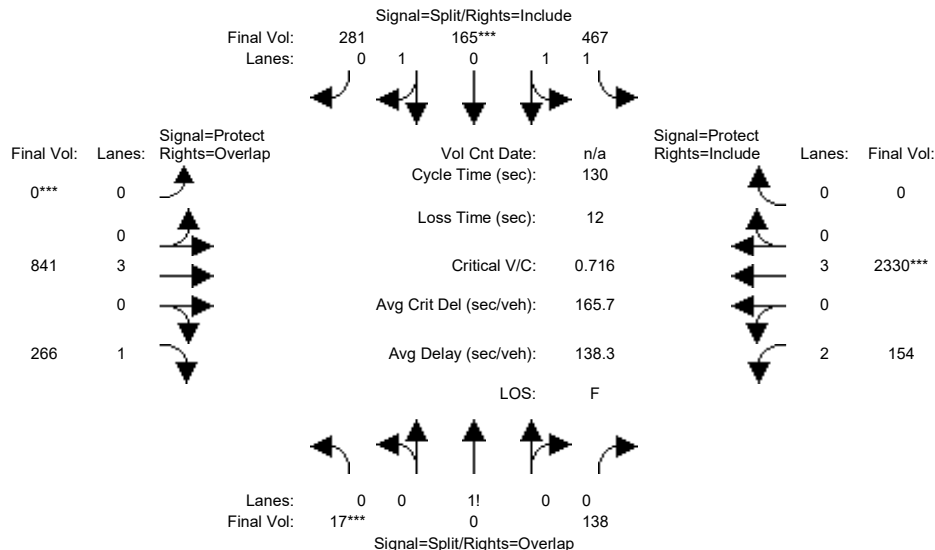 Signal=Split/Rights=Include
Final Vol: 281 165*** 467
Lanes: 0 1 0 1 1
Signal=Protect Signal=Protect
Final Vol: Lanes: Rights=Overlap Vol Cnt Date: n/a Rights=Include Lanes: Final Vol:
Cycle Time (sec): 130
0*** 0 0 0
Loss Time (sec): 12
0 0
841 3 Critical V/C: 0.716 3 2330***
0 Avg Crit Del (sec/veh): 165.7 0
266 1 Avg Delay (sec/veh): 138.3 2 154
LOS: F
Lanes: 0 0 1! 0 0
Final Vol: 17*** 0 138
Signal=Split/Rights=Overlap